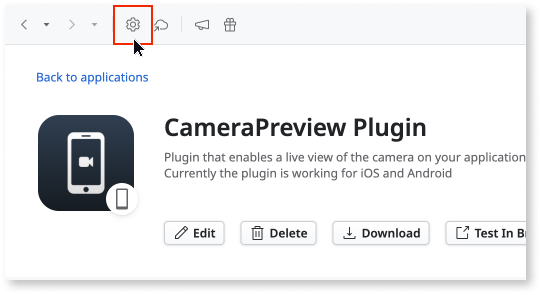 Back to applications
CameraPreview Plugin
Plugin that enables a live view of the camera on your application
Currently the plugin is working for iOS and Android
Edit
Delete
Download
Test In B